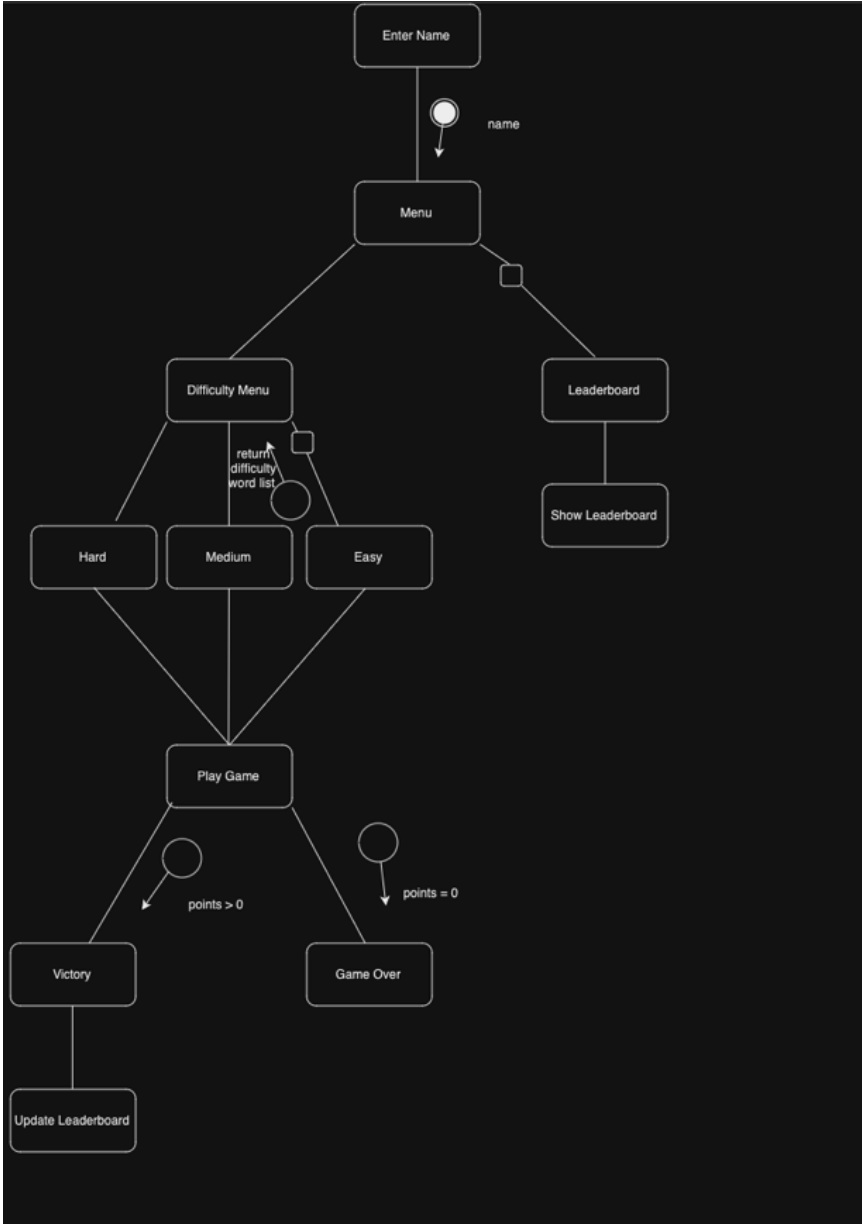 Enter Name
name
Menu
Difficulty Menu
Leaderboard
return
difficulty
word list
Show Leaderboard
Hard
Medium
Easy
Play Game
points > 0
points = 0
Victory
Game Over
Update Leaderboard